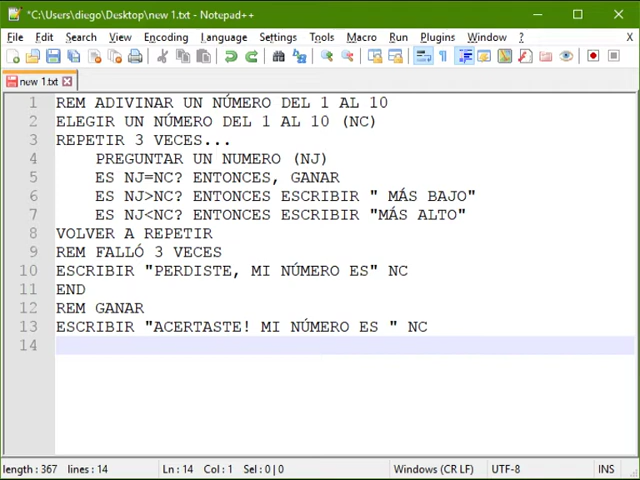 *C:\Users\diego\Desktop\new 1.txt - Notepad++
File Edit Search View Encoding Language Settings Tools Macro Run Plugins Window ? X
new 1.txt
1 REM ADIVINAR UN NÚMERO DEL 1 AL 10
2 ELEGIR UN NÚMERO DEL 1 AL 10 (NC)
3 REPETIR 3 VECES...
4 PREGUNTAR UN NUMERO (NJ)
5 ES NJ=NC? ENTONCES, GANAR
6 ES NJ>NC? ENTONCES ESCRIBIR " MÁS BAJO"
7 ES NJ<NC? ENTONCES ESCRIBIR "MÁS ALTO"
8 VOLVER A REPETIR
9 REM FALLÓ 3 VECES
10 ESCRIBIR "PERDISTE, MI NÚMERO ES" NC
11 END
12 REM GANAR
13 ESCRIBIR "ACERTASTE! MI NÚMERO ES " NC
14
length : 367 lines : 14 Ln : 14 Col : 1 Sel : 0 | 0 Windows (CR LF) UTF-8 INS